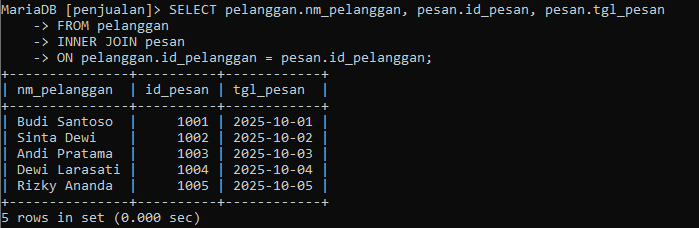 MariaDB [penjualan]> SELECT pelanggan.nm_pelanggan, pesan.id_pesan, pesan.tgl_pesan
    -> FROM pelanggan
    -> INNER JOIN pesan
    -> ON pelanggan.id_pelanggan = pesan.id_pelanggan;
+---------------+----------+------------+
| nm_pelanggan  | id_pesan | tgl_pesan  |
+---------------+----------+------------+
| Budi Santoso  |     1001 | 2025-10-01 |
| Sinta Dewi    |     1002 | 2025-10-02 |
| Andi Pratama  |     1003 | 2025-10-03 |
| Dewi Larasati |     1004 | 2025-10-04 |
| Rizky Ananda  |     1005 | 2025-10-05 |
+---------------+----------+------------+
5 rows in set (0.000 sec)